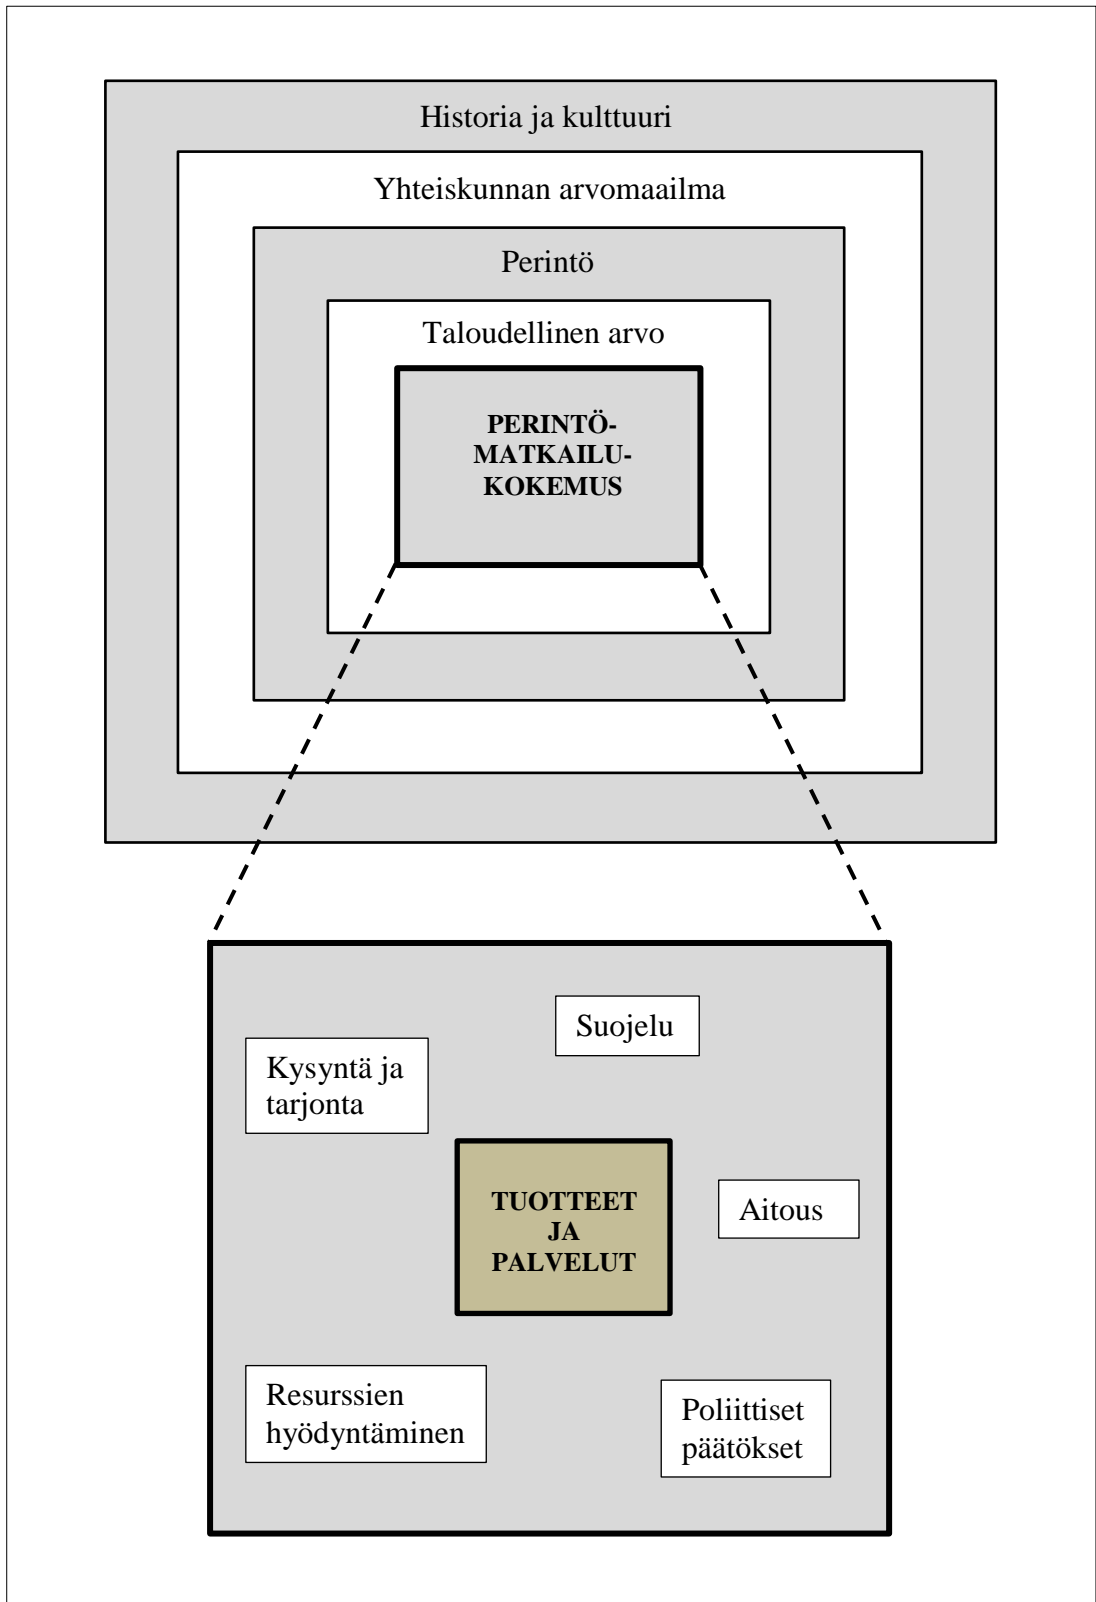 Historia ja kulttuuri
Yhteiskunnan arvomaailma
Perintö
Taloudellinen arvo
PERINTÖ-
MATKAILU-
KOKEMUS
Suojelu
Kysyntä ja
tarjonta
TUOTTEET
JA
PALVELUT
Aitous
Resurssien
hyödyntäminen
Poliittiset
päätökset